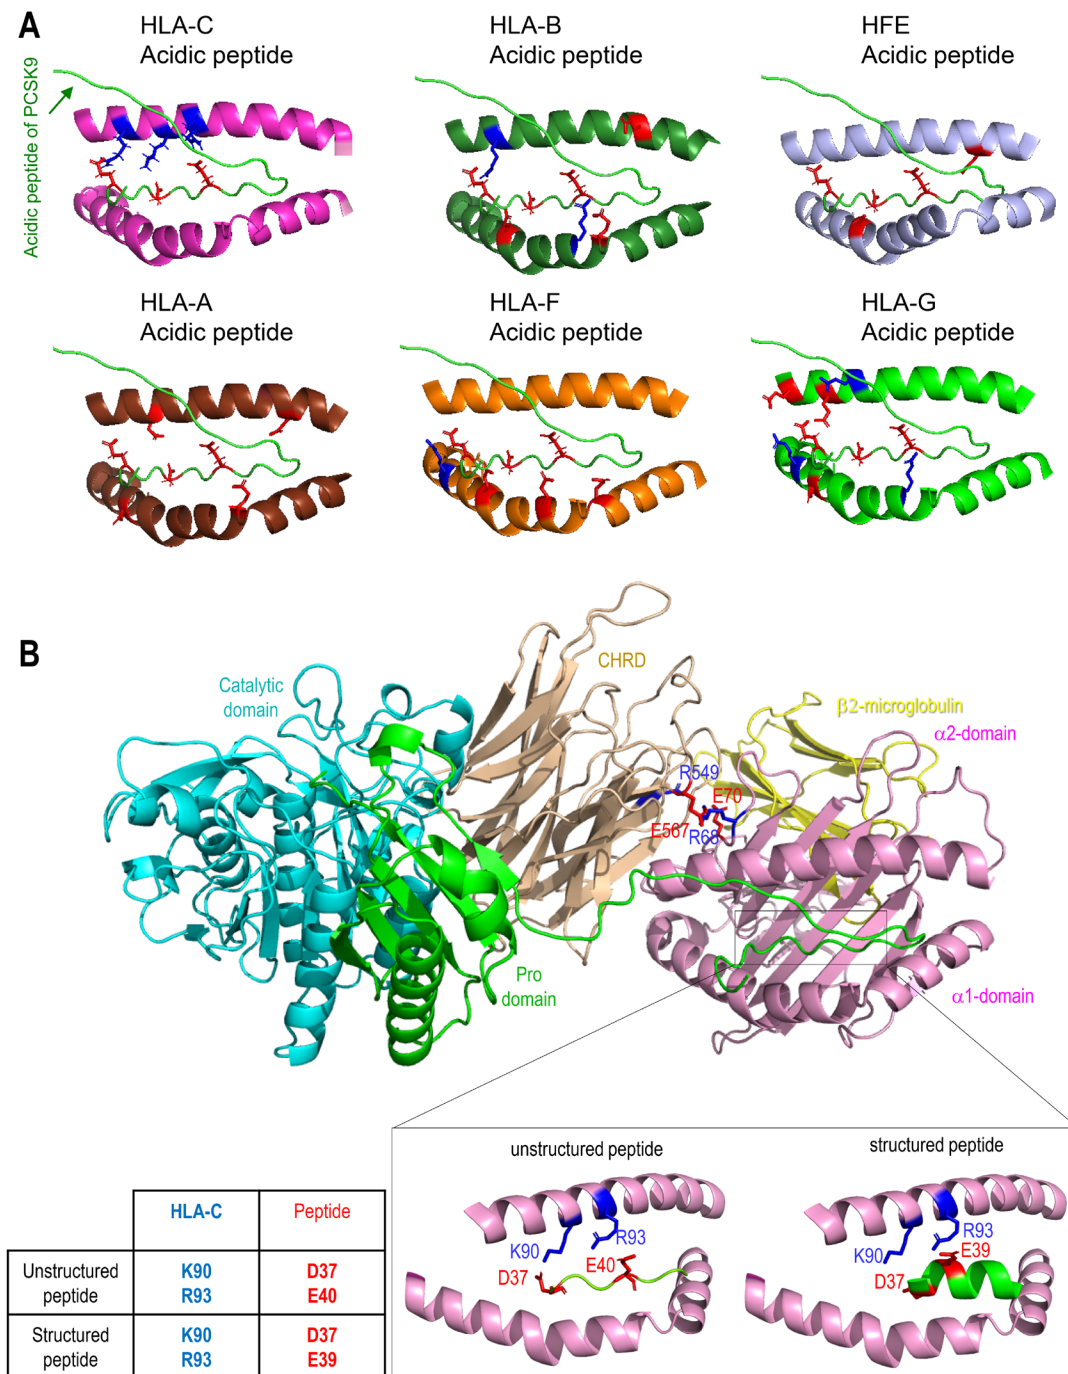 A
HLA-C
Acidic peptide
HLA-B
Acidic peptide
HFE
Acidic peptide
Acidic peptide of PCSK9
HLA-A
Acidic peptide
HLA-F
Acidic peptide
HLA-G
Acidic peptide
B
Catalytic
domain
CHRD
β2-microglobulin
α2-domain
R549
E70
E567
R68
Pro
domain
α1-domain
unstructured peptide
structured peptide
K90
R93
D37
E40
K90
R93
E39
D37
HLA-C
Peptide
Unstructured
peptide
K90
R93
D37
E40
Structured
peptide
K90
R93
D37
E39